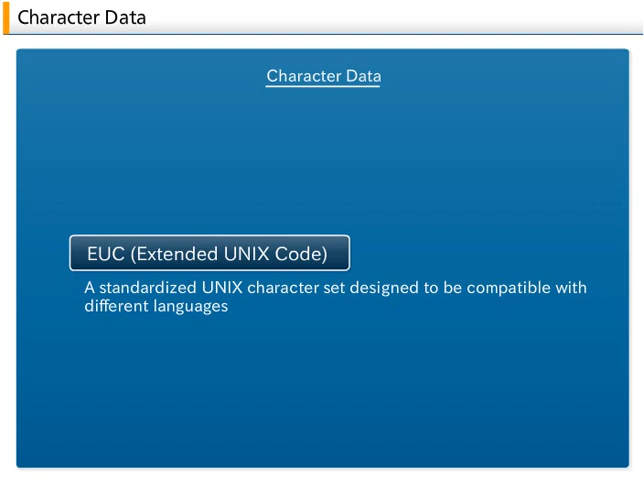 Character Data
Character Data
EUC (Extended UNIX Code)
A standardized UNIX character set designed to be compatible with
different languages